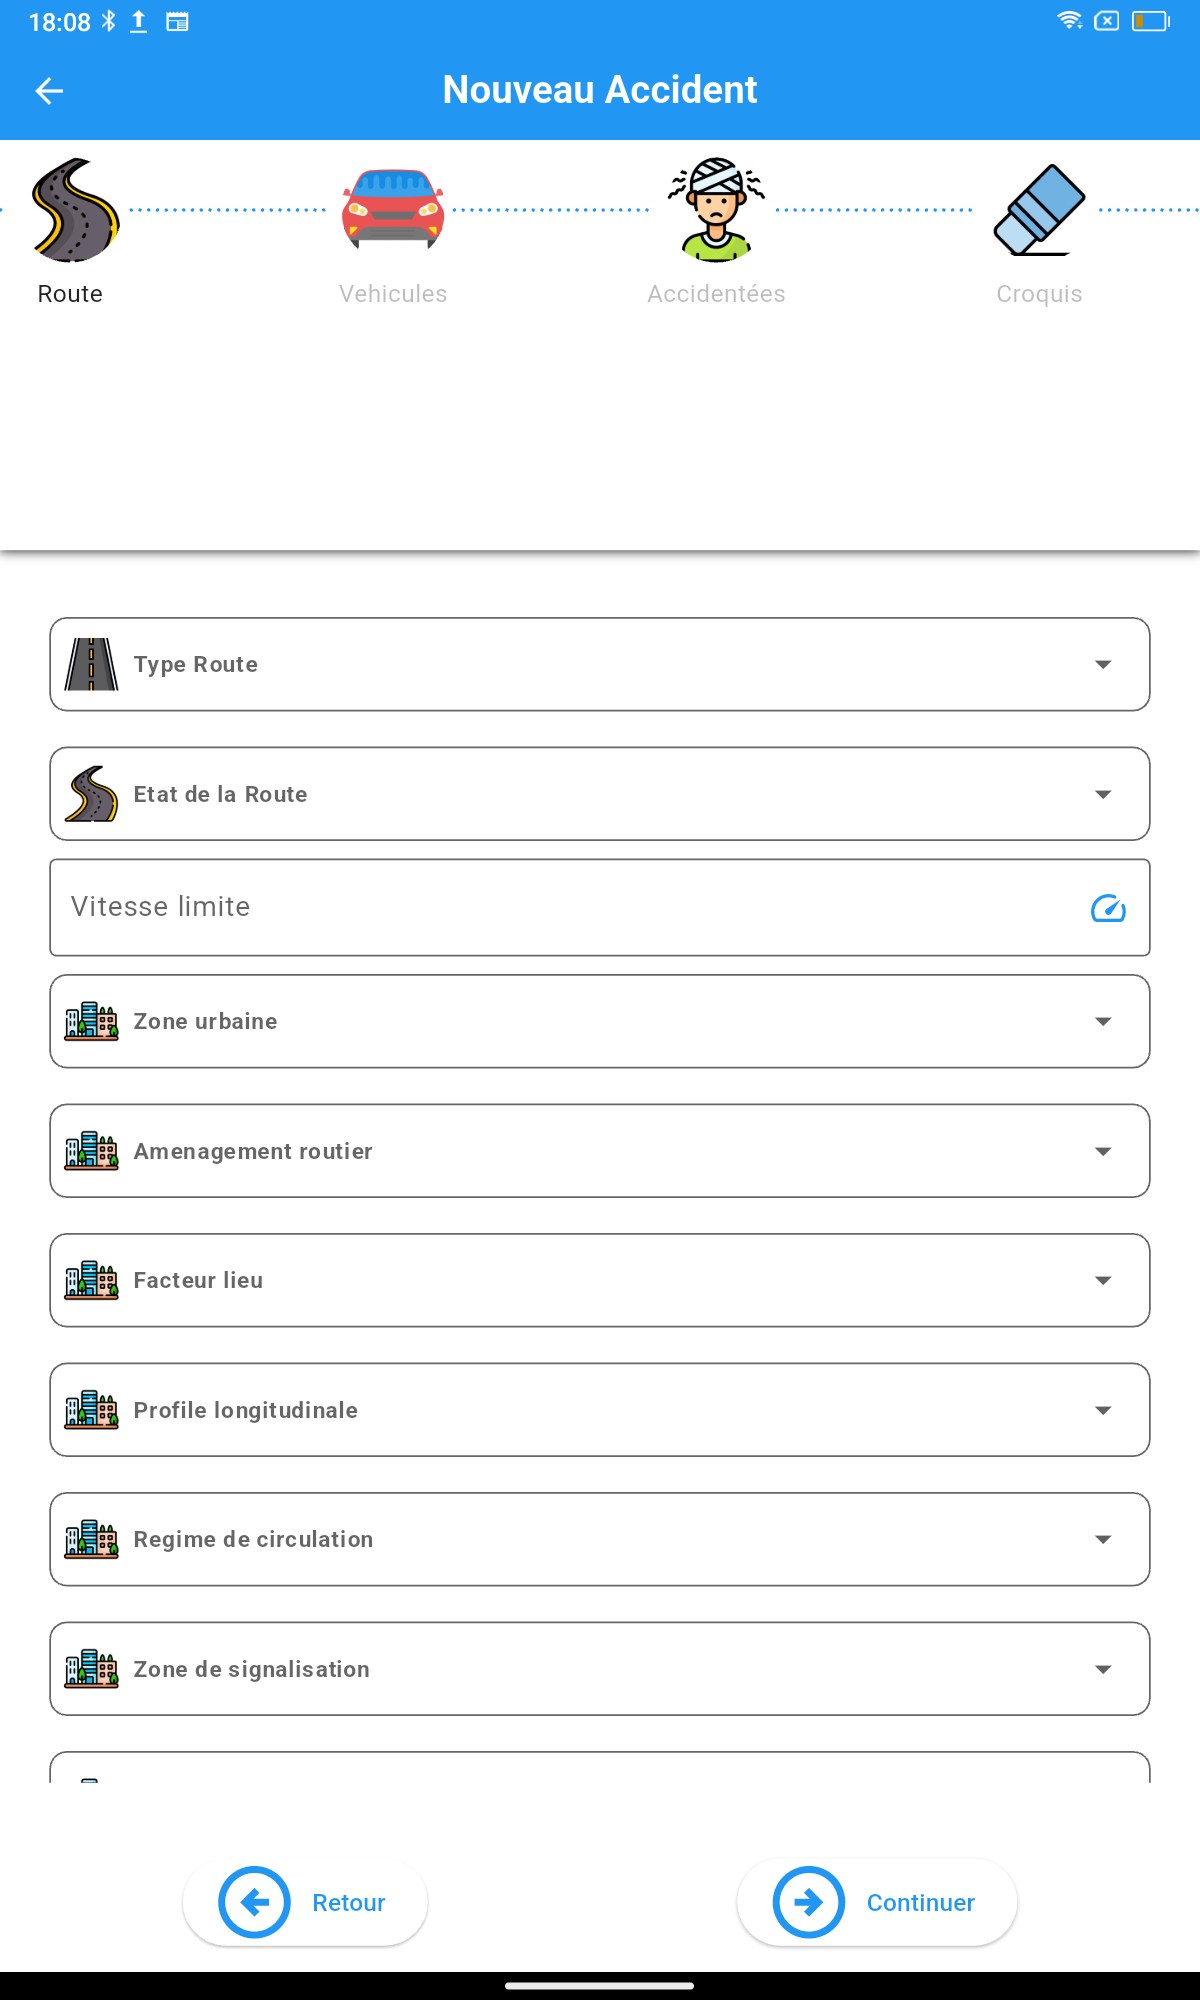 18:08
Nouveau Accident
Route
Vehicules
Accidentées
Croquis
Type Route
Etat de la Route
Vitesse limite
Zone urbaine
Amenagement routier
Facteur lieu
Profile longitudinale
Regime de circulation
Zone de signalisation
Retour
Continuer